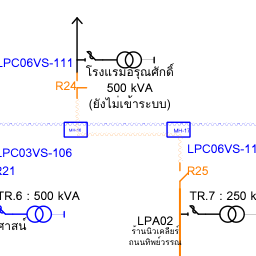 LPC06VS-111
โรงแรมอรุณศักดิ์
R24
500 kVA
(ยังไม่เข้าระบบ)
MH-16
MH-17
LPC03VS-106
LPC06VS-11
R21
R25
TR.6 : 500 kVA
TR.7 : 250 k
LPA02
ศาสน์
ร้านนิวเคลียร์
ถนนทิพย์วรรณ